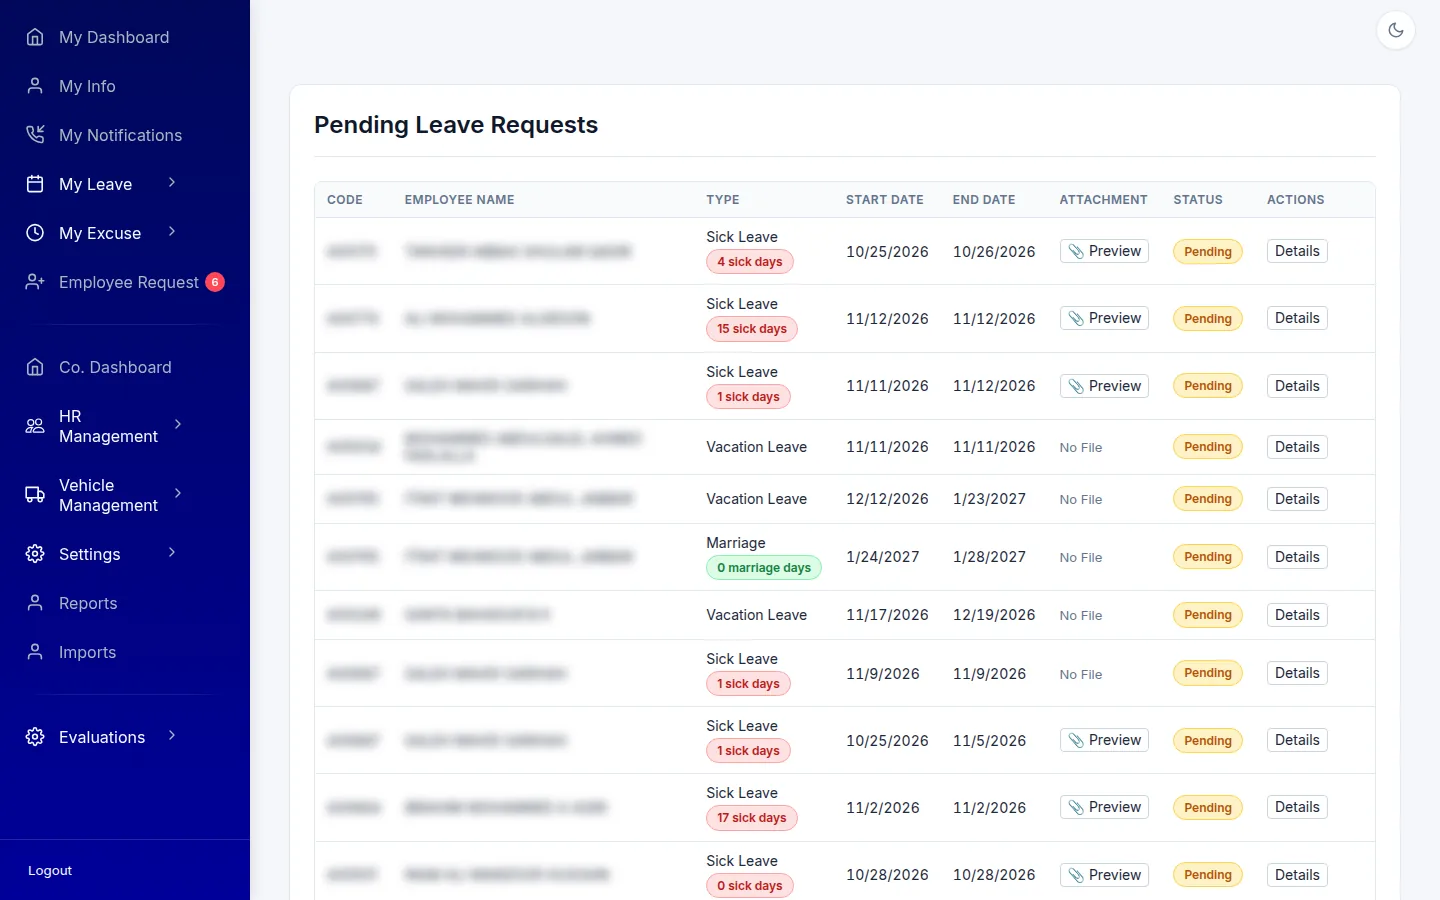 My Dashboard
My Info
My Notifications
My Leave
My Excuse
Employee Request 6
Co. Dashboard
HR
Management
Vehicle
Management
Settings
Reports
Imports
Evaluations
Logout
Pending Leave Requests
CODE EMPLOYEE NAME TYPE START DATE END DATE ATTACHMENT STATUS ACTIONS
Sick Leave
4 sick days
10/25/2026 10/26/2026 Preview Pending Details
Sick Leave
15 sick days
11/12/2026 11/12/2026 Preview Pending Details
Sick Leave
1 sick days
11/11/2026 11/12/2026 Preview Pending Details
Vacation Leave 11/11/2026 11/11/2026 No File Pending Details
Vacation Leave 12/12/2026 1/23/2027 No File Pending Details
Marriage
0 marriage days
1/24/2027 1/28/2027 No File Pending Details
Vacation Leave 11/17/2026 12/19/2026 No File Pending Details
Sick Leave
1 sick days
11/9/2026 11/9/2026 No File Pending Details
Sick Leave
1 sick days
10/25/2026 11/5/2026 Preview Pending Details
Sick Leave
17 sick days
11/2/2026 11/2/2026 Preview Pending Details
Sick Leave
0 sick days
10/28/2026 10/28/2026 Preview Pending Details